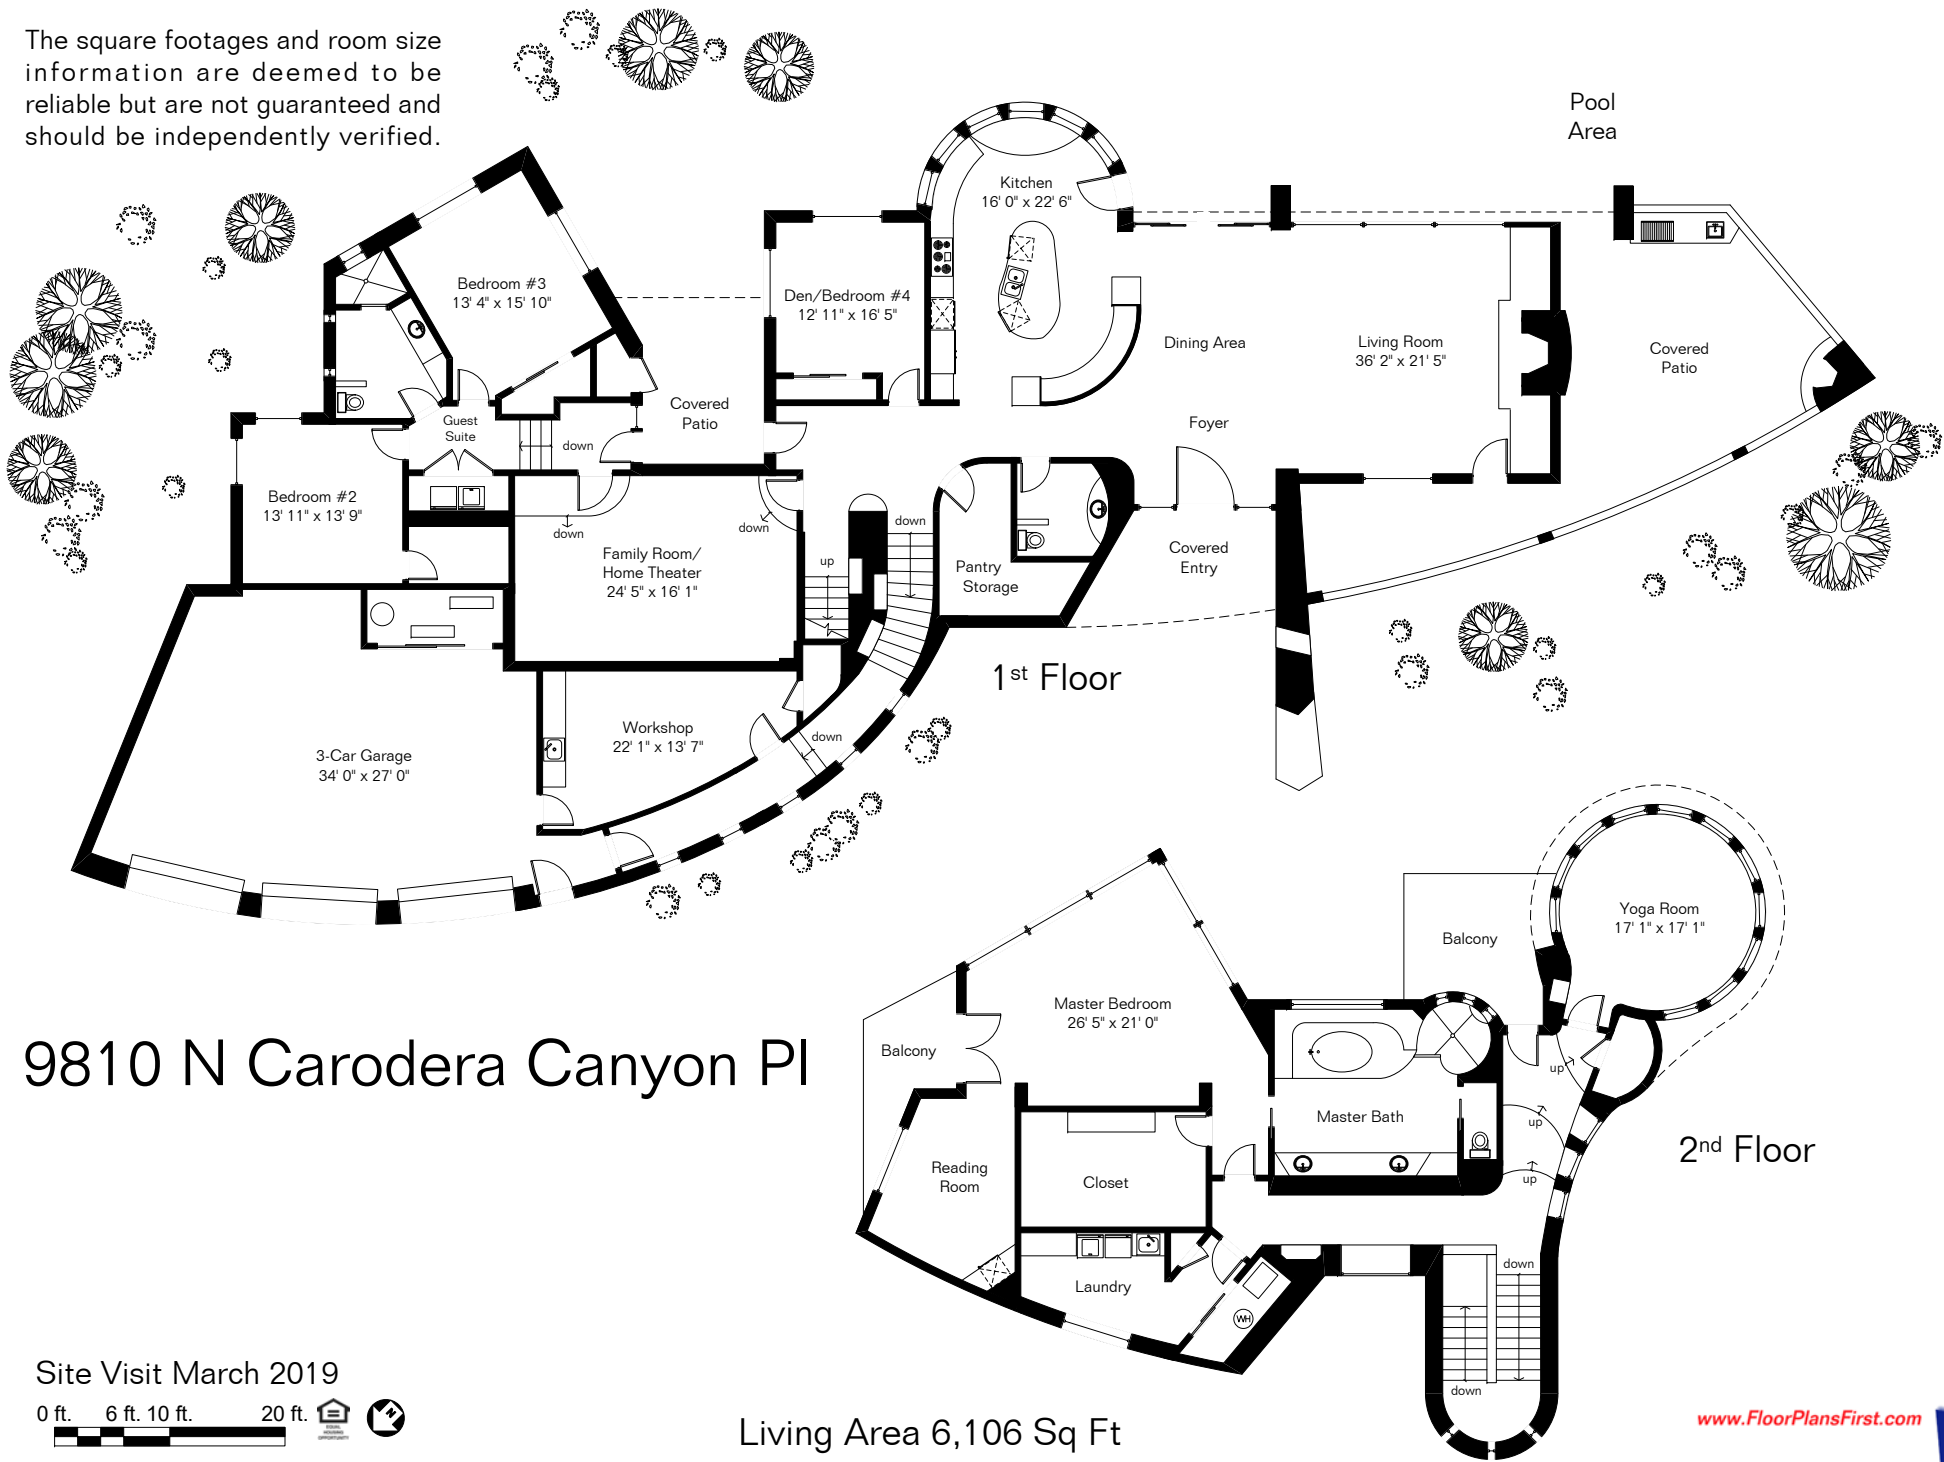 The square footages and room size
information are deemed to be
reliable but are not guaranteed and
should be independently verified.
Pool
Area
Kitchen
16' 0" x 22' 6"
Bedroom #3
13' 4" x 15' 10"
Den/Bedroom #4
12' 11" x 16' 5"
Dining Area
Living Room
36' 2" x 21' 5"
Covered
Patio
Covered
Patio
Guest
Suite
down
Foyer
Bedroom #2
13' 11" x 13' 9"
down
down
down
Family Room/
Home Theater
24' 5" x 16' 1"
up
Pantry
Storage
Covered
Entry
1st Floor
Workshop
22' 1" x 13' 7"
down
3-Car Garage
34' 0" x 27' 0"
Yoga Room
17' 1" x 17' 1"
Balcony
Master Bedroom
26' 5" x 21' 0"
Balcony
9810 N Carodera Canyon Pl
up
Master Bath
up
2nd Floor
Reading
Room
Closet
up
Laundry
down
WH
down
Site Visit March 2019
0 ft. 6 ft. 10 ft. 20 ft.
EQUAL HOUSING
OPPORTUNITY
N
Living Area 6,106 Sq Ft
www.FloorPlansFirst.com